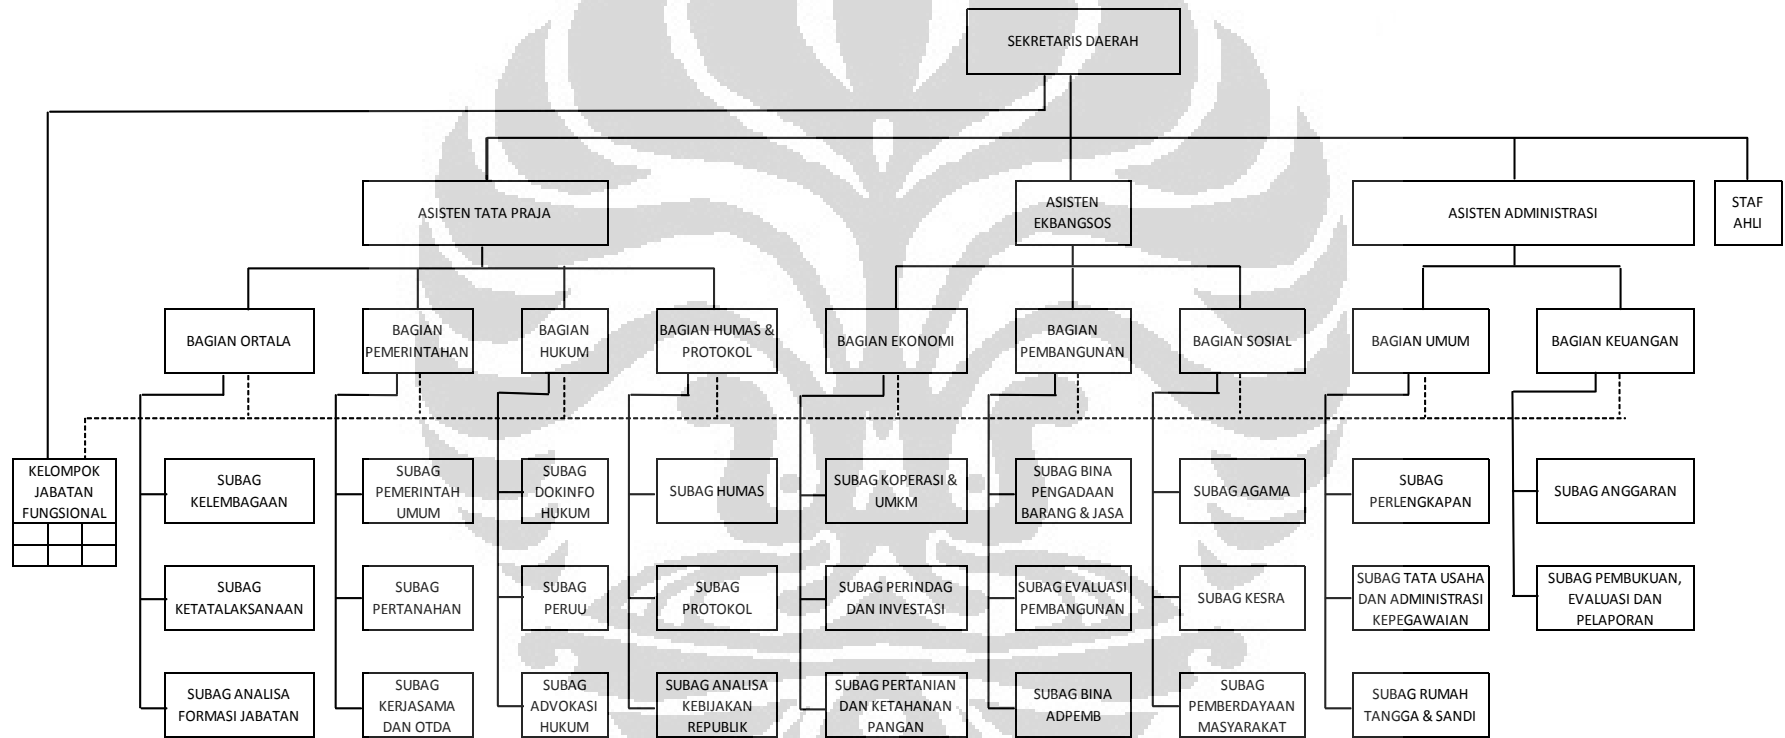 SEKRETARIS DAERAH
ASISTEN TATA PRAJA
ASISTEN
EKBANGSOS
ASISTEN ADMINISTRASI
STAF
AHLI
BAGIAN ORTALA
BAGIAN
PEMERINTAHAN
BAGIAN
HUKUM
BAGIAN HUMAS &
PROTOKOL
BAGIAN EKONOMI
BAGIAN
PEMBANGUNAN
BAGIAN SOSIAL
BAGIAN UMUM
BAGIAN KEUANGAN
KELOMPOK
JABATAN
FUNGSIONAL
SUBAG
KELEMBAGAAN
SUBAG
PEMERINTAH
UMUM
SUBAG
DOKINFO
HUKUM
SUBAG HUMAS
SUBAG KOPERASI &
UMKM
SUBAG BINA
PENGADAAN
BARANG & JASA
SUBAG AGAMA
SUBAG
PERLENGKAPAN
SUBAG ANGGARAN
SUBAG
KETATALAKSANAAN
SUBAG
PERTANAHAN
SUBAG
PERUU
SUBAG
PROTOKOL
SUBAG PERINDAG
DAN INVESTASI
SUBAG EVALUASI
PEMBANGUNAN
SUBAG KESRA
SUBAG TATA USAHA
DAN ADMINISTRASI
KEPEGAWAIAN
SUBAG PEMBUKUAN,
EVALUASI DAN
PELAPORAN
SUBAG ANALISA
FORMASI JABATAN
SUBAG
KERJASAMA
DAN OTDA
SUBAG
ADVOKASI
HUKUM
SUBAG ANALISA
KEBIJAKAN
REPUBLIK
SUBAG PERTANIAN
DAN KETAHANAN
PANGAN
SUBAG BINA
ADPEMB
SUBAG
PEMBERDAYAAN
MASYARAKAT
SUBAG RUMAH
TANGGA & SANDI